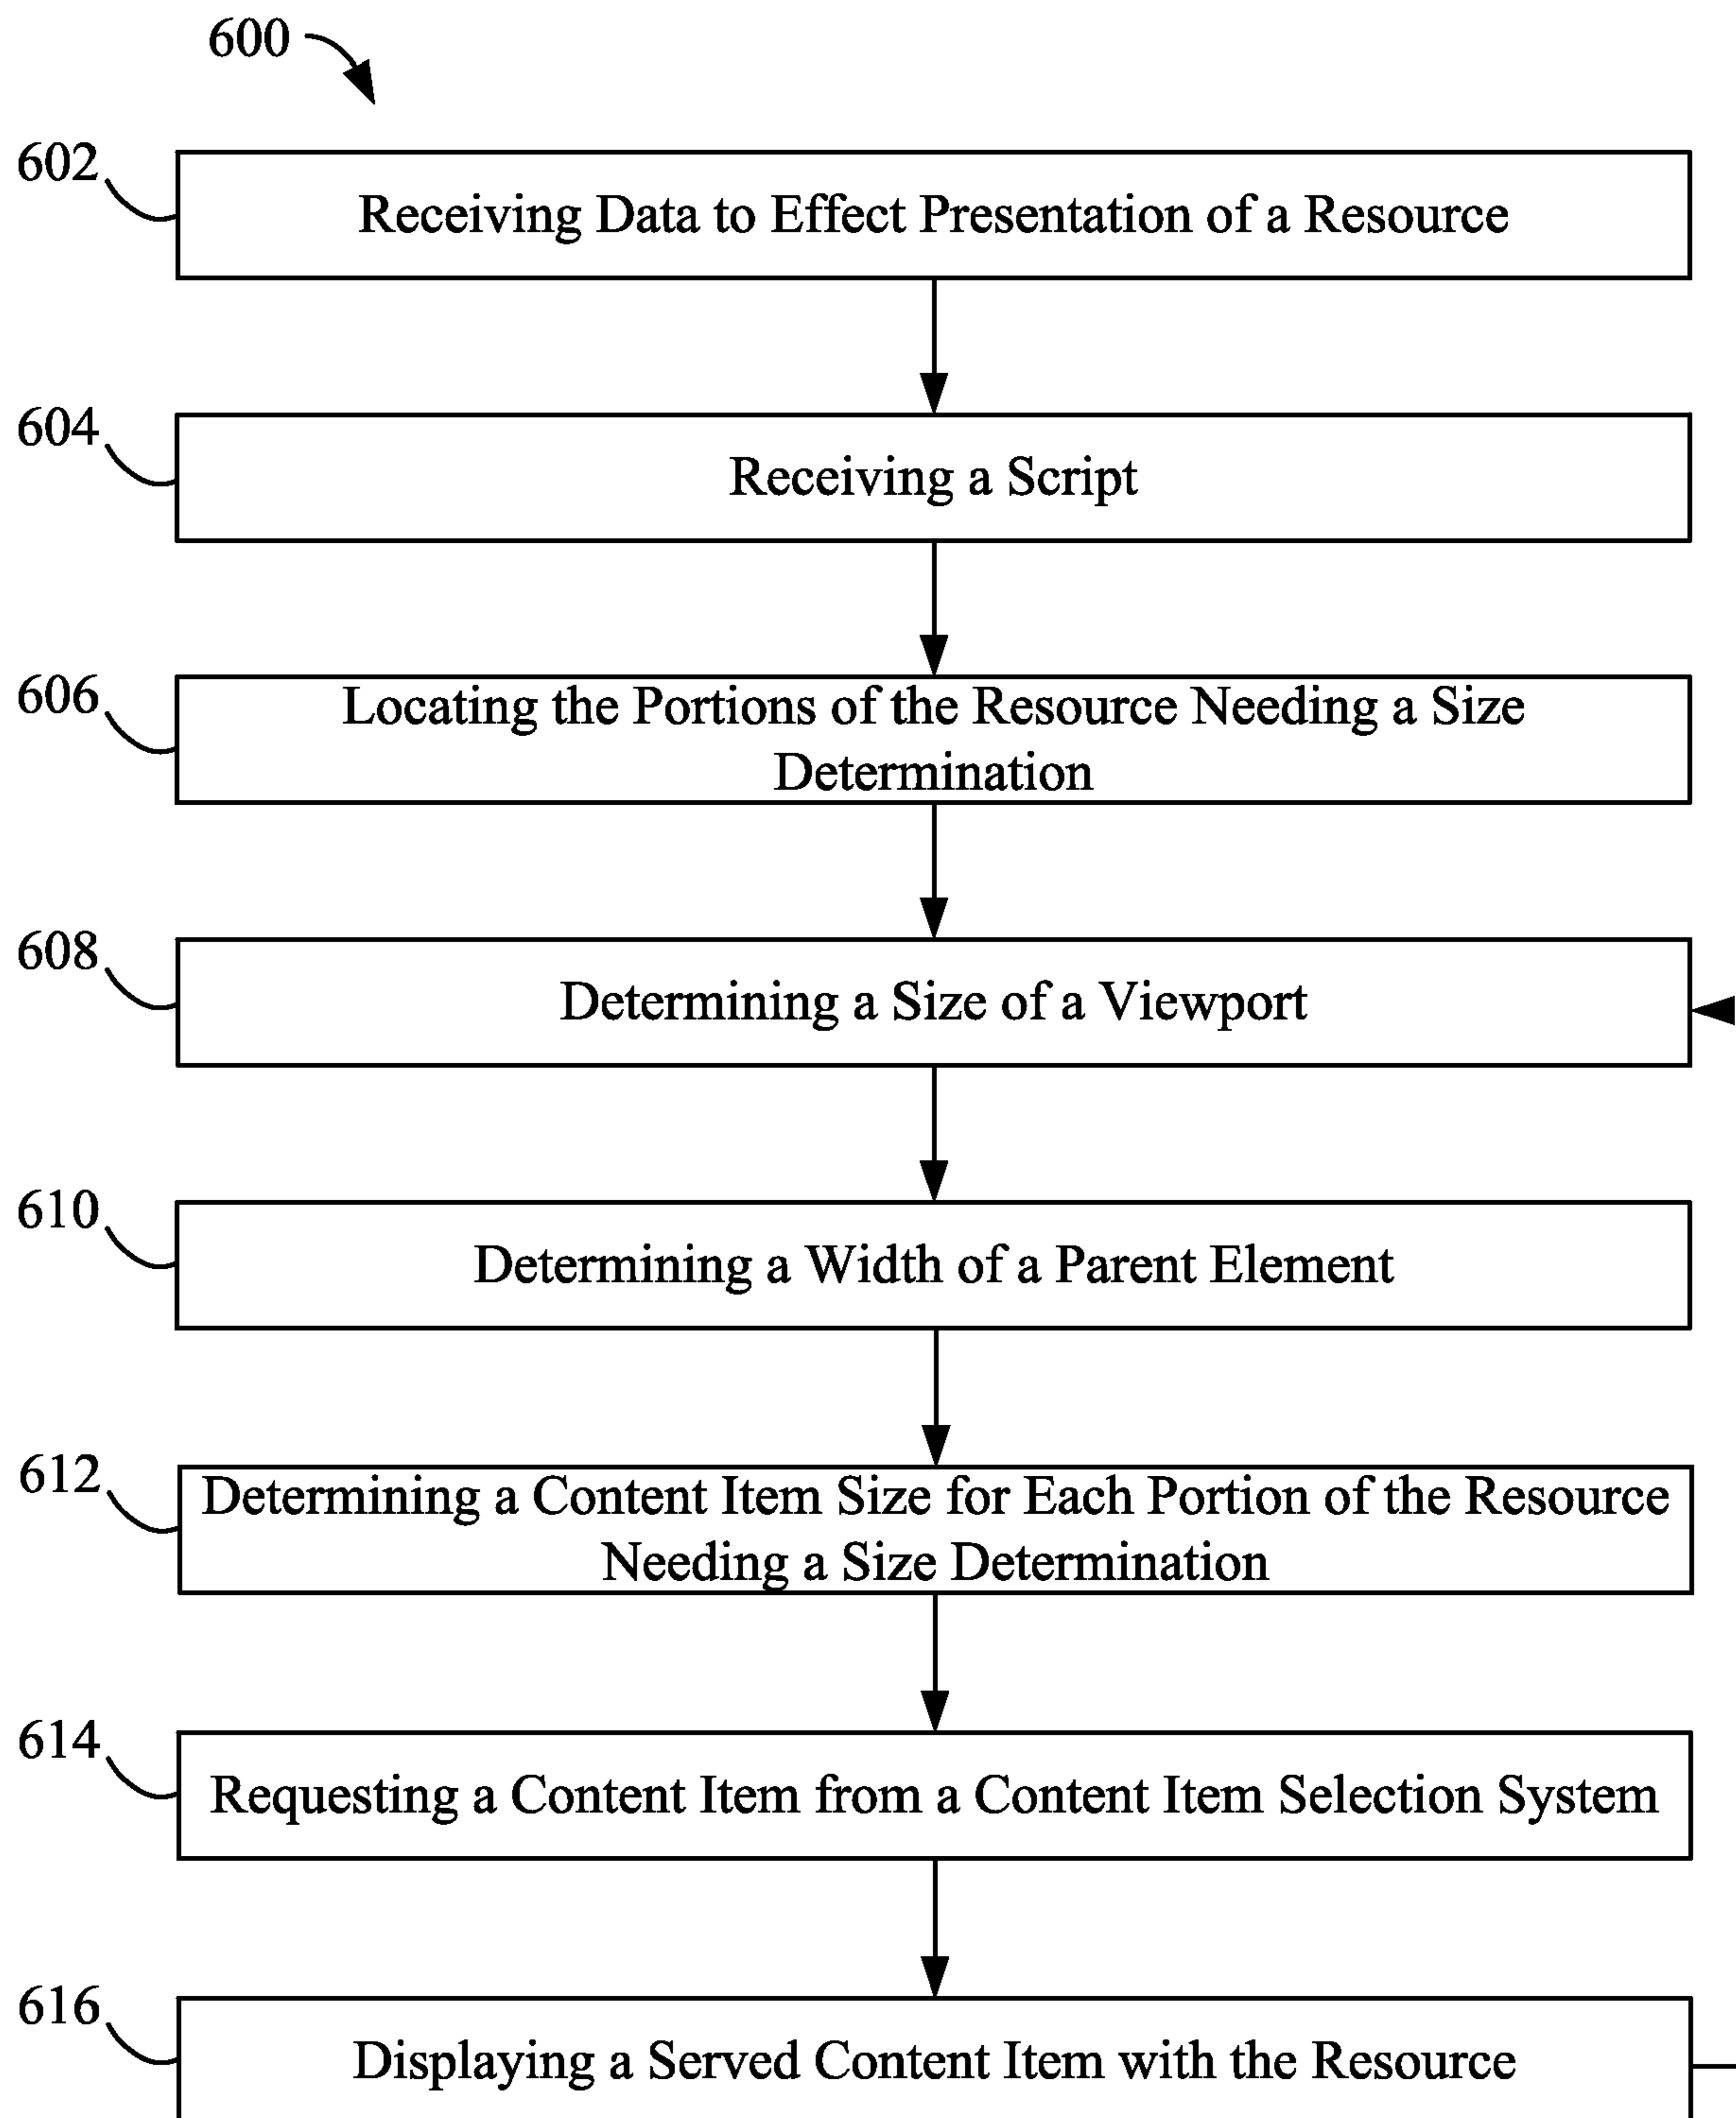 600
602
Receiving Data to Effect Presentation of a Resource
604
Receiving a Script
606
Locating the Portions of the Resource Needing a Size
Determination
608
Determining a Size of a Viewport
610
Determining a Width of a Parent Element
612
Determining a Content Item Size for Each Portion of the Resource
Needing a Size Determination
614
Requesting a Content Item from a Content Item Selection System
616
Displaying a Served Content Item with the Resource